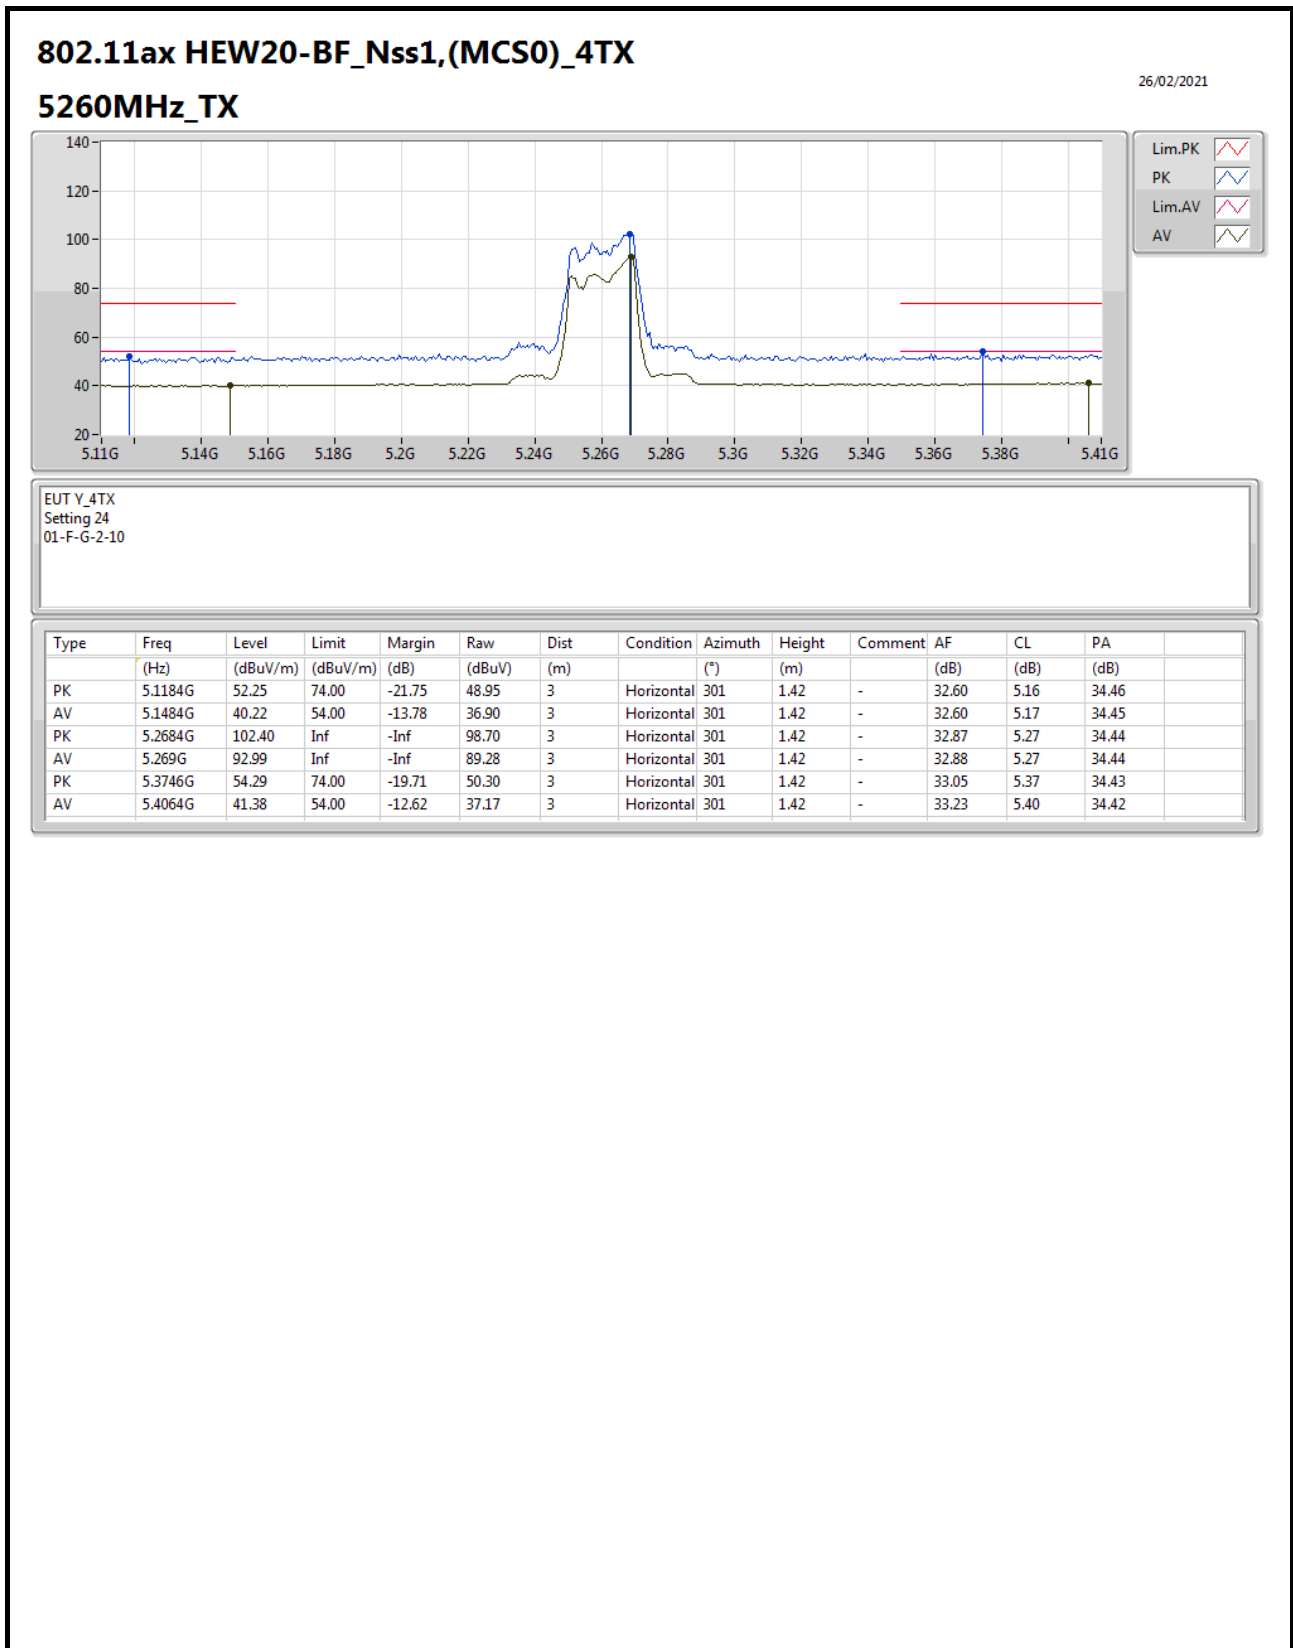 802.11ax HEW20-BF_Nss1,(MCS0)_4TX
26/02/2021
5260MHz_TX
140
120
100
80
60
40
20
5.11G 5.14G 5.16G 5.18G 5.2G 5.22G 5.24G 5.26G 5.28G 5.3G 5.32G 5.34G 5.36G 5.38G 5.41G
Lim.PK
PK
Lim.AV
AV
EUT Y_4TX
Setting 24
01-F-G-2-10
Type Freq Level Limit Margin Raw Dist Condition Azimuth Height Comment AF CL PA
(Hz) (dBuV/m) (dBuV/m) (dB) (dBuV) (m) (°) (m) (dB) (dB) (dB)
PK 5.1184G 52.25 74.00 -21.75 48.95 3 Horizontal 301 1.42 - 32.60 5.16 34.46
AV 5.1484G 40.22 54.00 -13.78 36.90 3 Horizontal 301 1.42 - 32.60 5.17 34.45
PK 5.2684G 102.40 Inf -Inf 98.70 3 Horizontal 301 1.42 - 32.87 5.27 34.44
AV 5.269G 92.99 Inf -Inf 89.28 3 Horizontal 301 1.42 - 32.88 5.27 34.44
PK 5.3746G 54.29 74.00 -19.71 50.30 3 Horizontal 301 1.42 - 33.05 5.37 34.43
AV 5.4064G 41.38 54.00 -12.62 37.17 3 Horizontal 301 1.42 - 33.23 5.40 34.42